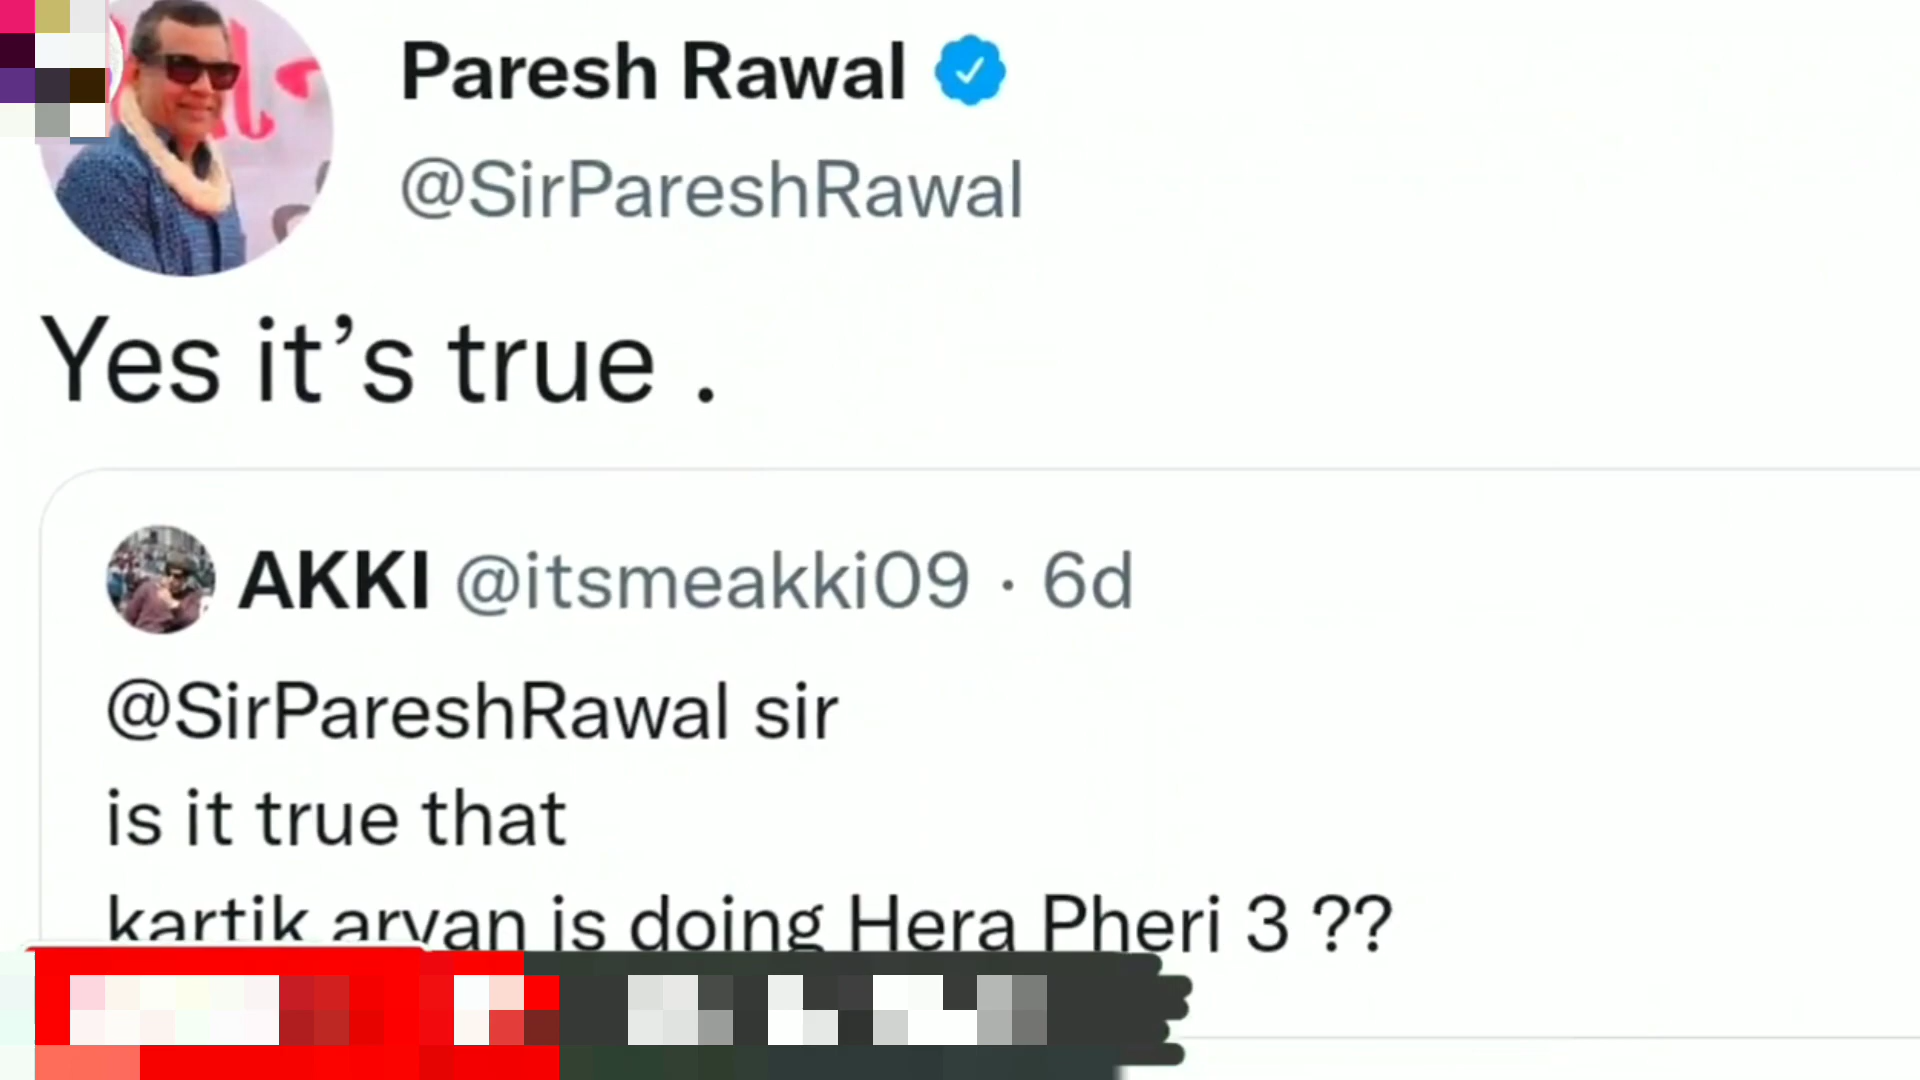 Paresh Rawal
@SirPareshRawal
Yes it’s true .
AKKI @itsmeakki09 · 6d
@SirPareshRawal sir
is it true that
kartik aryan is doing Hera Pheri 3 ??